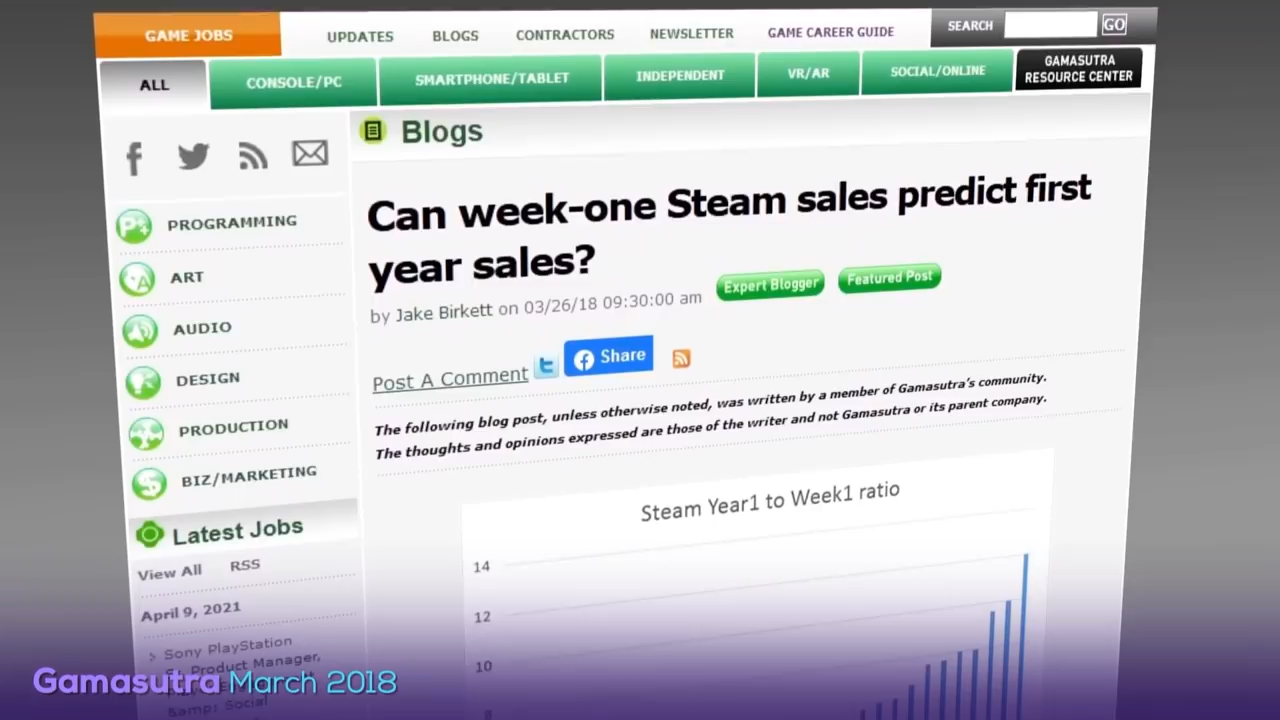 GAME JOBS
UPDATES
BLOGS
CONTRACTORS
NEWSLETTER
GAME CAREER GUIDE
SEARCH
GO
ALL
CONSOLE/PC
SMARTPHONE/TABLET
INDEPENDENT
VR/AR
SOCIAL/ONLINE
GAMASUTRA
RESOURCE CENTER
PROGRAMMING
ART
AUDIO
DESIGN
PRODUCTION
BIZ/MARKETING
Latest Jobs
View All
RSS
April 9, 2021
> Sony PlayStation
Product Manager,
&amp; Social
Blogs
Can week-one Steam sales predict first
year sales?
by Jake Birkett on 03/26/18 09:30:00 am
Expert Blogger
Featured Post
Post A Comment
Share
The following blog post, unless otherwise noted, was written by a member of Gamasutra's community.
The thoughts and opinions expressed are those of the writer and not Gamasutra or its parent company.
Steam Year1 to Week1 ratio
14
12
10
Gamasutra March 2018